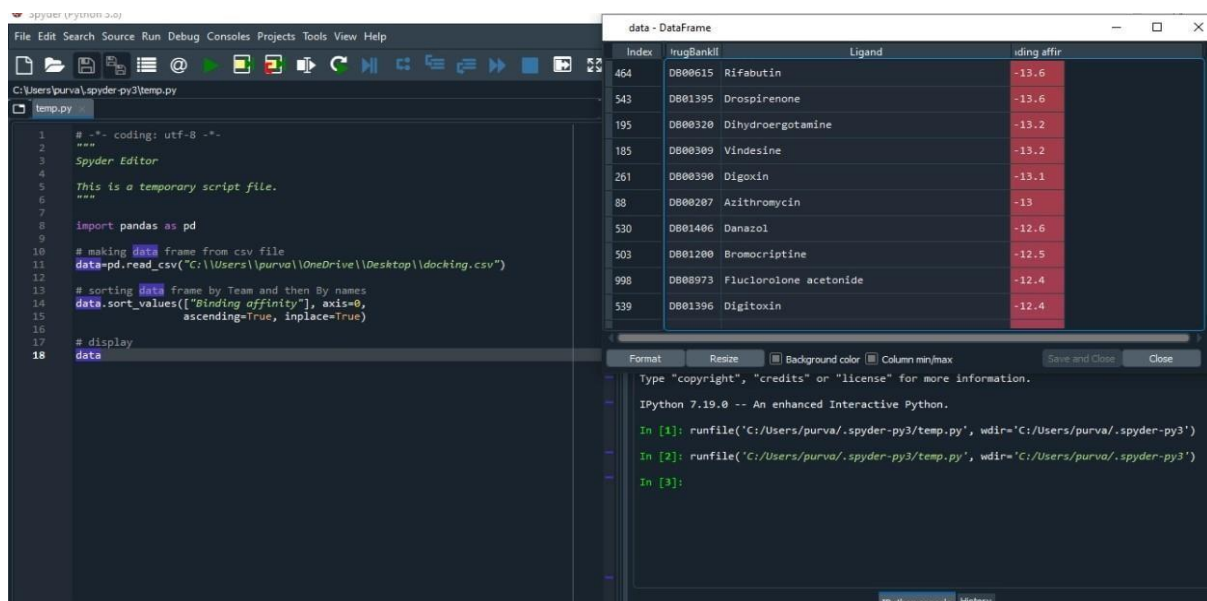 Spyder (Python 3.8)
File Edit Search Source Run Debug Consoles Projects Tools View Help
C:\Users\purva\.spyder-py3\temp.py
temp.py
1 # -*- coding: utf-8 -*-
2 """
3 Spyder Editor
4
5 This is a temporary script file.
6 """
7
8 import pandas as pd
9
10 # making data frame from csv file
11 data=pd.read_csv("C:\\Users\\purva\\OneDrive\\Desktop\\docking.csv")
12
13 # sorting data frame by Team and then By names
14 data.sort_values(["Binding affinity"], axis=0,
15 ascending=True, inplace=True)
16
17 # display
18 data
data - DataFrame
Index rugBankI Ligand ding affir
464 DB00615 Rifabutin -13.6
543 DB01395 Drospirenone -13.6
195 DB00320 Dihydroergotamine -13.2
185 DB00309 Vindesine -13.2
261 DB00390 Digoxin -13.1
88 DB00207 Azithromycin -13
530 DB01406 Danazol -12.6
503 DB01200 Bromocriptine -12.5
998 DB08973 Fluclorolone acetonide -12.4
539 DB01396 Digitoxin -12.4
Format Resize Background color Column min/max Save and Close Close
Type "copyright", "credits" or "license" for more information.
IPython 7.19.0 -- An enhanced Interactive Python.
In [1]: runfile('C:/Users/purva/.spyder-py3/temp.py', wdir='C:/Users/purva/.spyder-py3')
In [2]: runfile('C:/Users/purva/.spyder-py3/temp.py', wdir='C:/Users/purva/.spyder-py3')
In [3]: